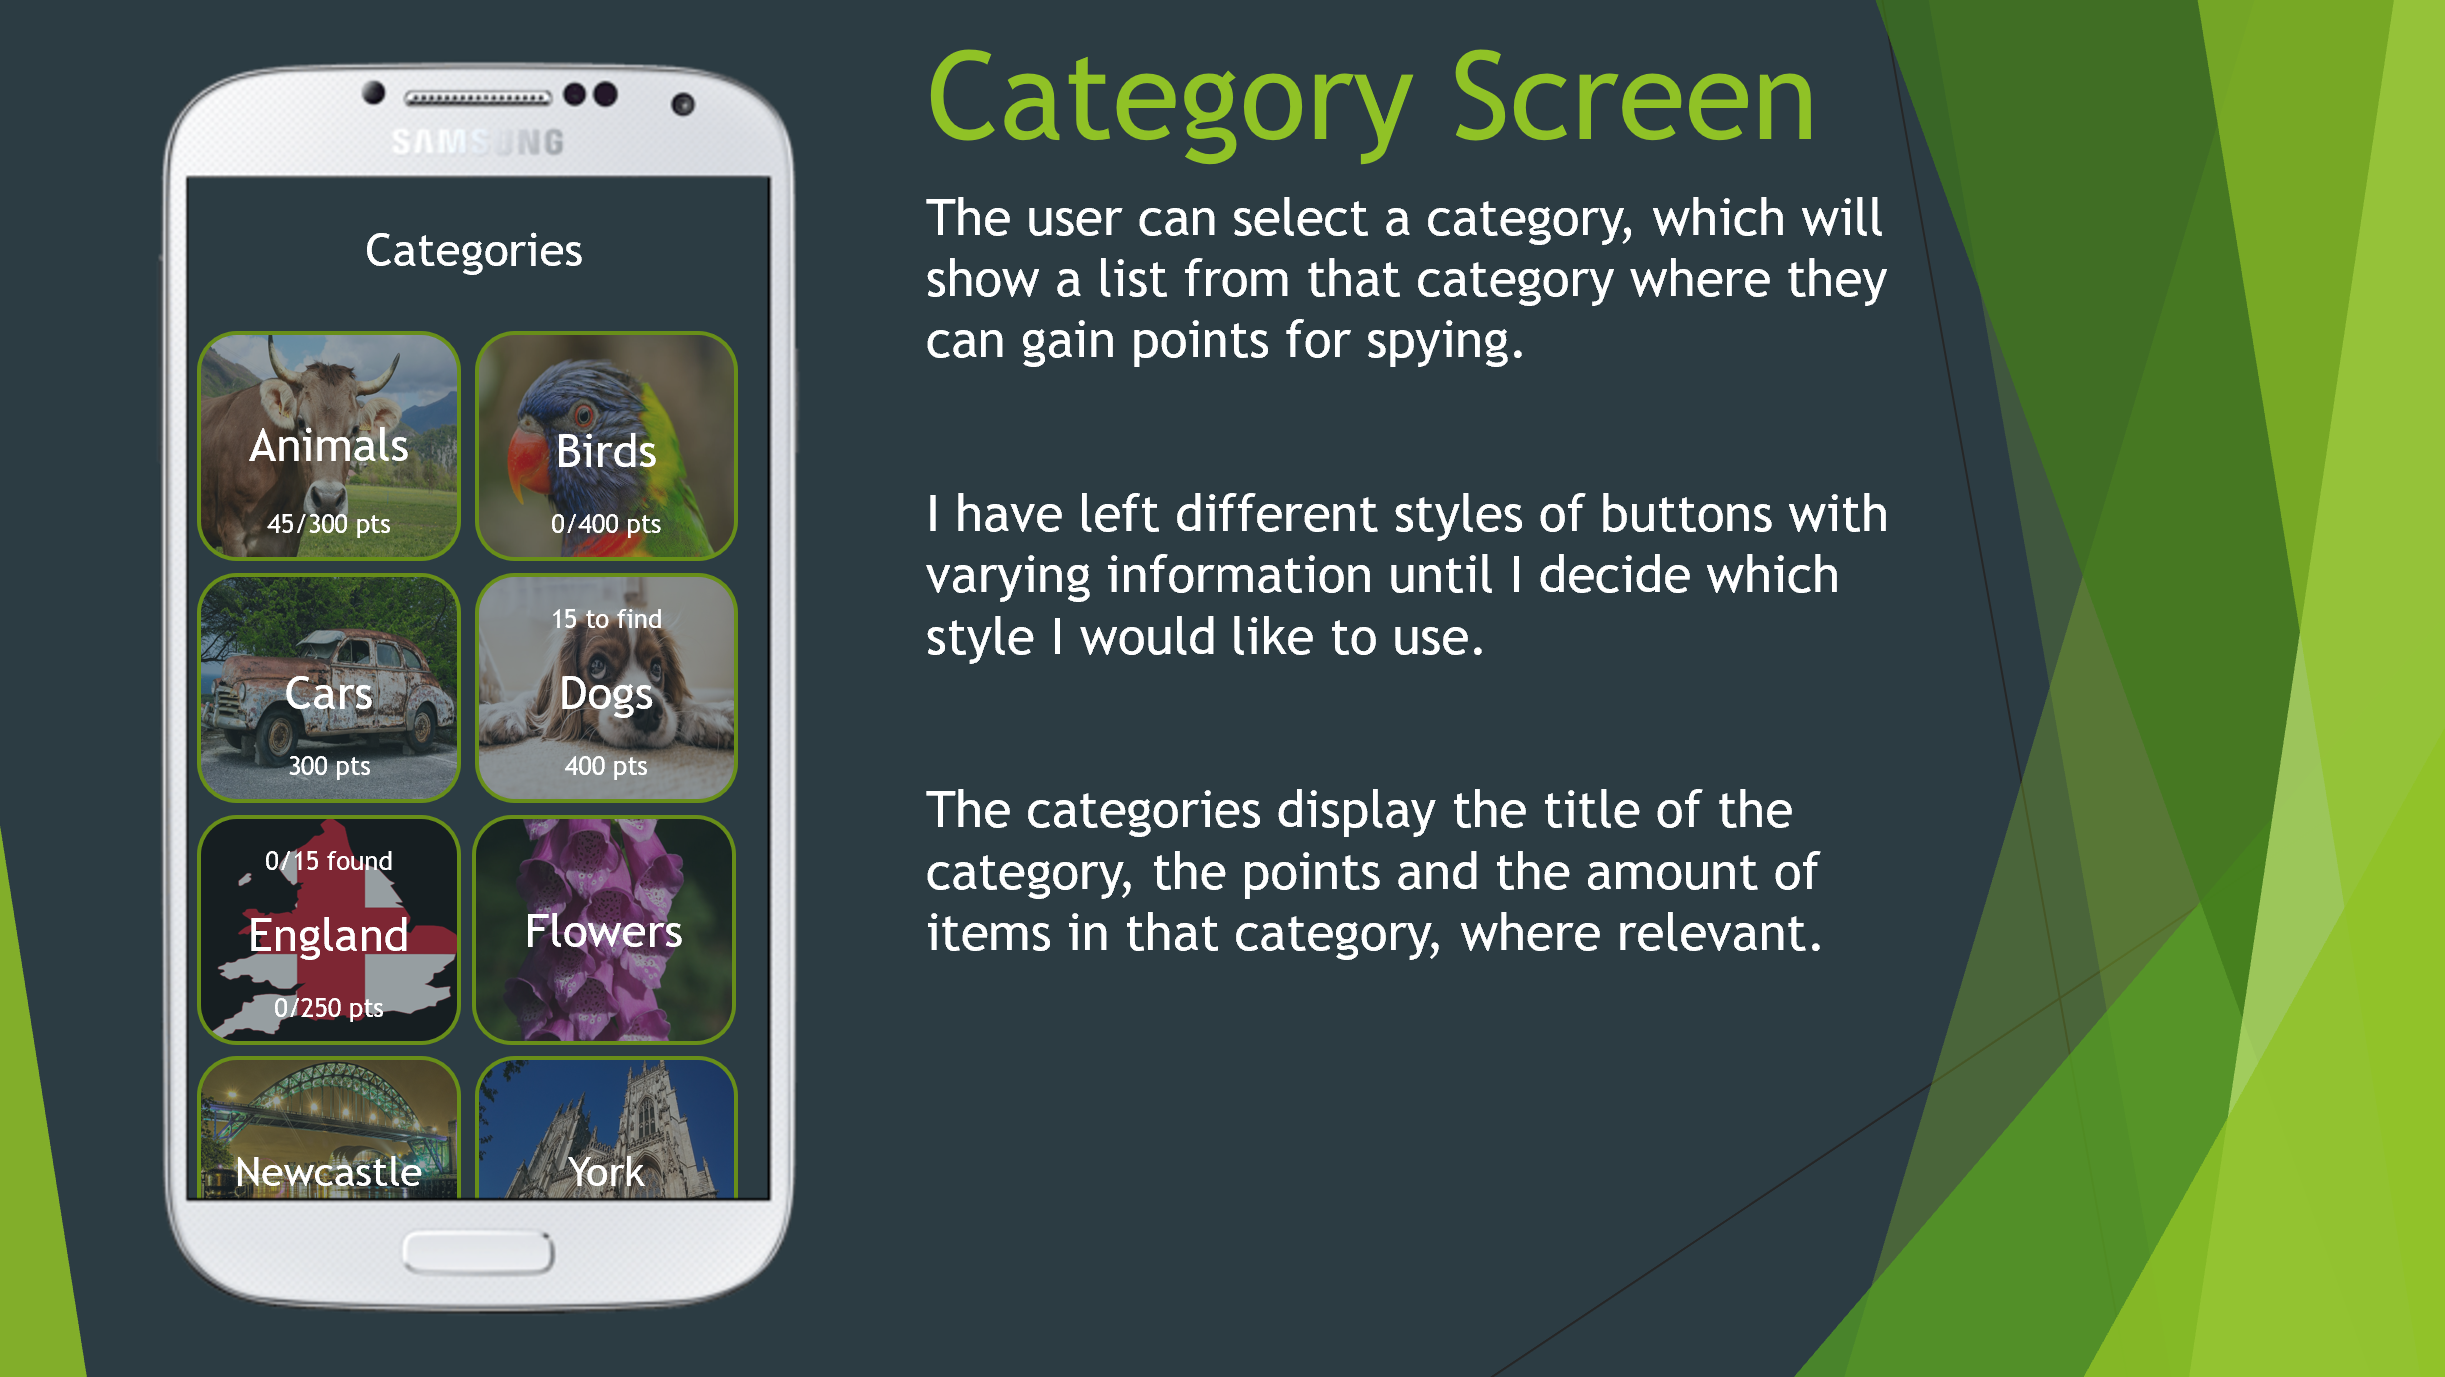 Category Screen
The user can select a category, which will
show a list from that category where they
can gain points for spying.
I have left different styles of buttons with
varying information until I decide which
style I would like to use.
The categories display the title of the
category, the points and the amount of
items in that category, where relevant.
SAMSUNG
Categories
Animals
45/300 pts
Birds
0/400 pts
Cars
300 pts
15 to find
Dogs
400 pts
0/15 found
England
0/250 pts
Flowers
Newcastle
York